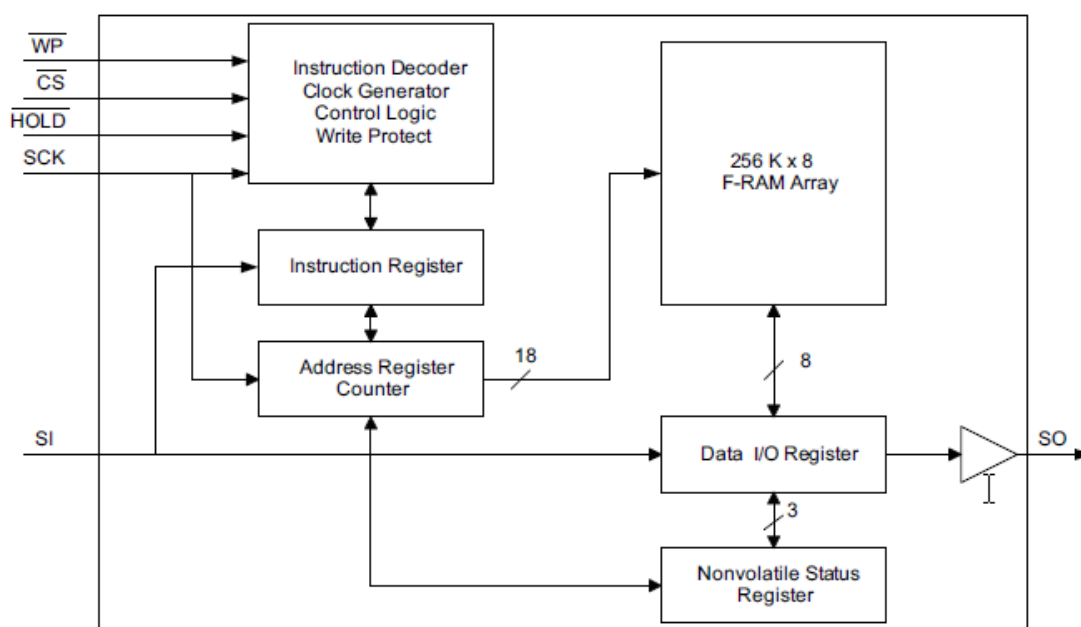 WP
CS
HOLD
SCK
Instruction Decoder
Clock Generator
Control Logic
Write Protect
256 K x 8
F-RAM Array
Instruction Register
Address Register
Counter
18
8
SI
Data I/O Register
SO
3
Nonvolatile Status
Register